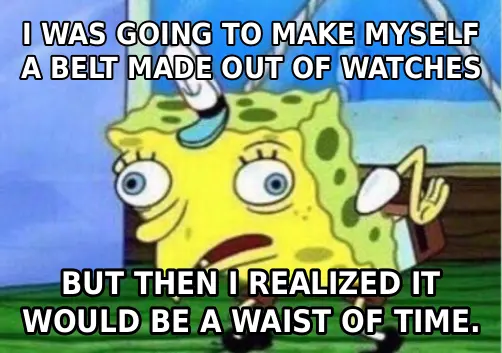 I WAS GOING TO MAKE MYSELF
A BELT MADE OUT OF WATCHES
BUT THEN I REALIZED IT
WOULD BE A WAIST OF TIME.